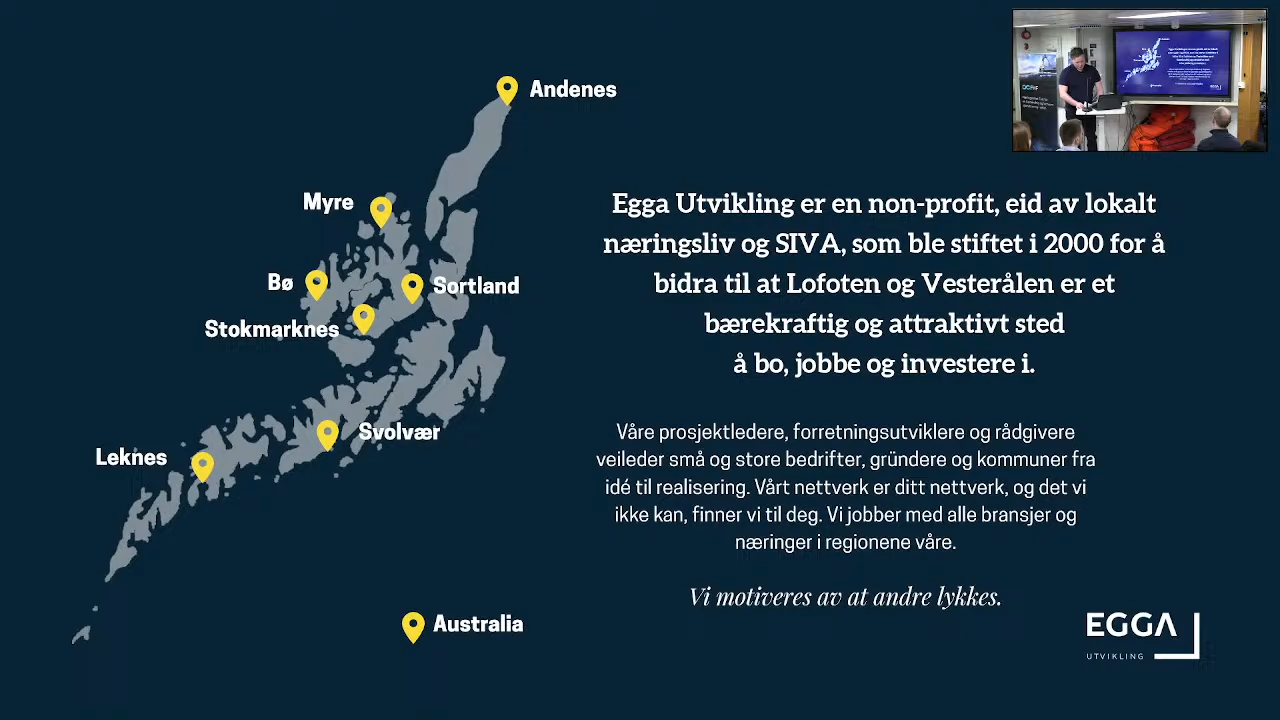 Andenes
Myre
Bø
Sortland
Stokmarknes
Svolvær
Leknes
Australia
Egga Utvikling er en non-profit, eid av lokalt
næringsliv og SIVA, som ble stiftet i 2000 for å
bidra til at Lofoten og Vesterålen er et
bærekraftig og attraktivt sted
å bo, jobbe og investere i.
Våre prosjektledere, forretningsutviklere og rådgivere
veileder små og store bedrifter, gründere og kommuner fra
idé til realisering. Vårt nettverk er ditt nettverk, og det vi
ikke kan, finner vi til deg. Vi jobber med alle bransjer og
næringer i regionene våre.
Vi motiveres av at andre lykkes.
EGGA
UTVIKLING